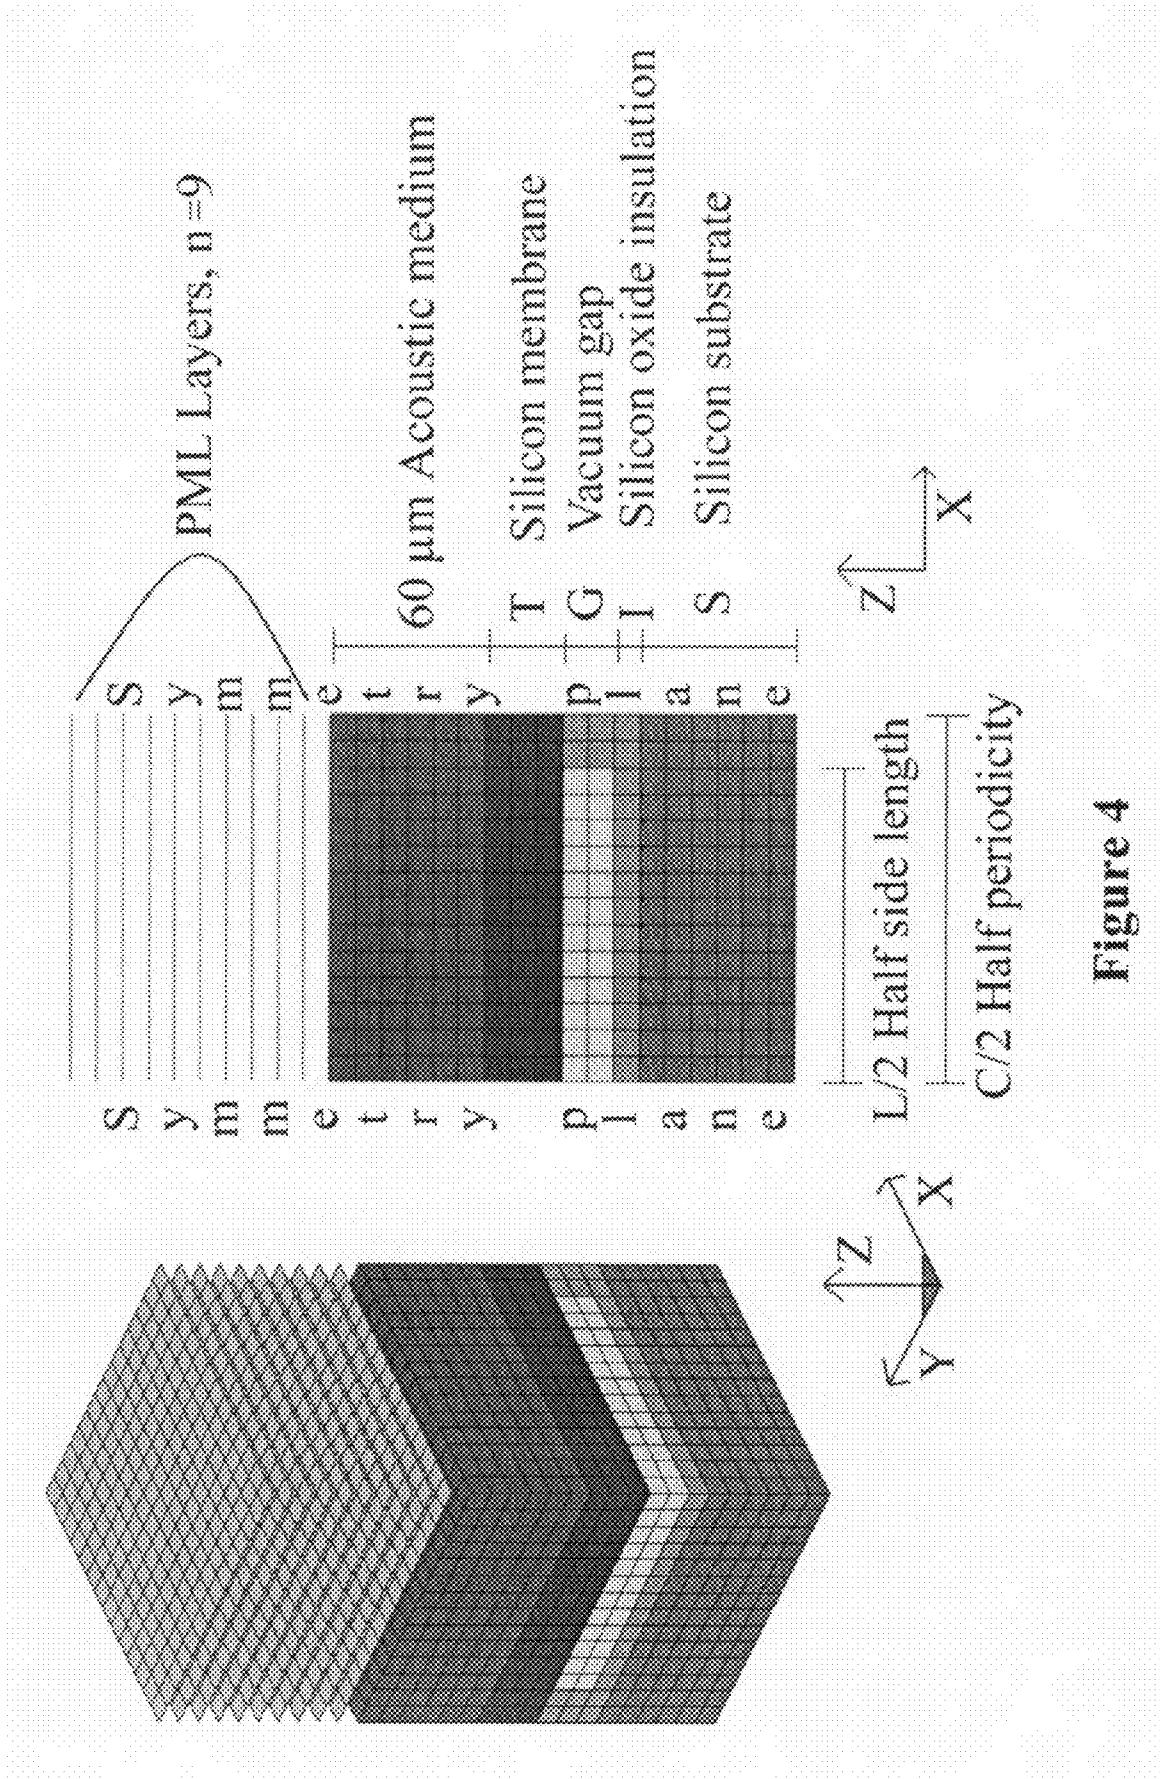 PML Layers, n=9
Symmetry plane
Symmetry plane
60 µm Acoustic medium
T Silicon membrane
G Vacuum gap
I Silicon oxide insulation
S Silicon substrate
Z
X
Y
Z
X
L/2 Half side length
C/2 Half periodicity
Figure 4